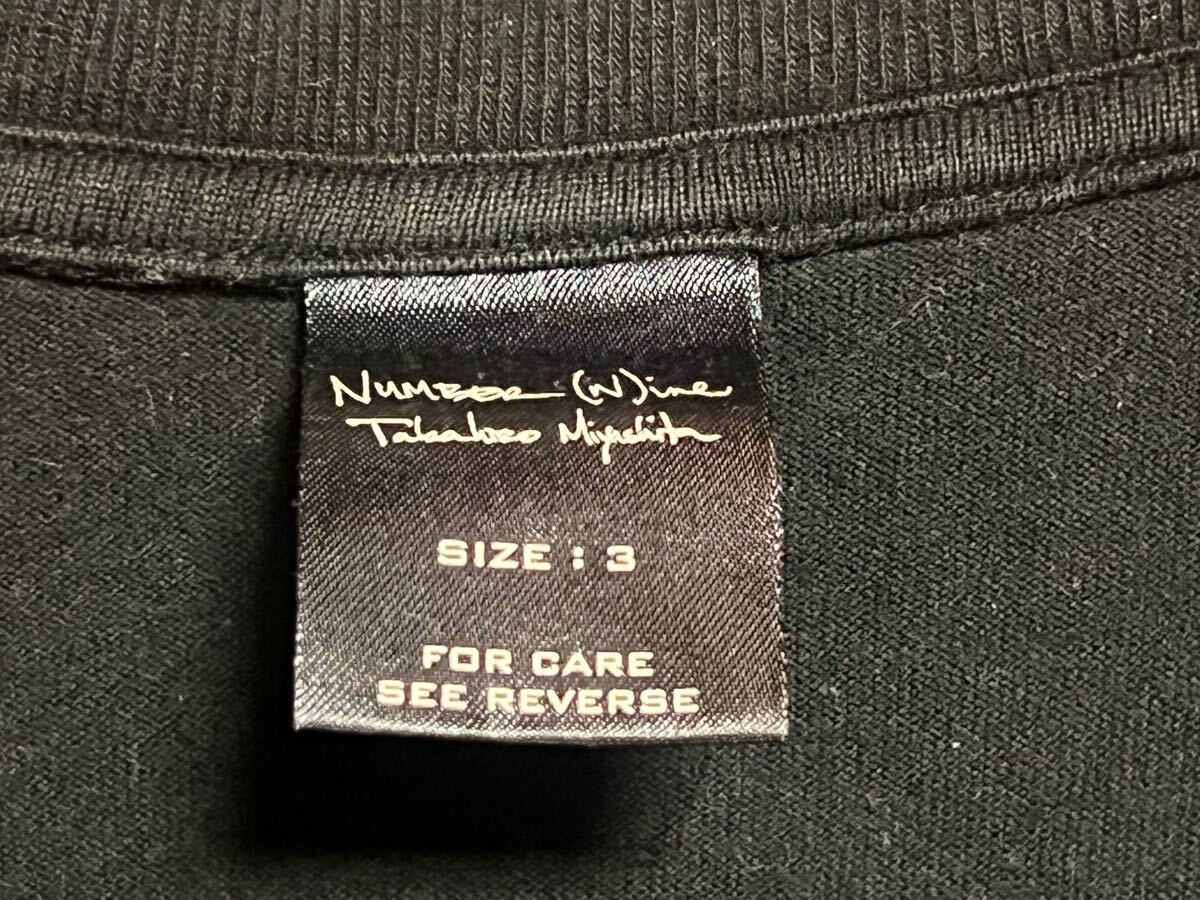 NUMBER (N)ine
Takahiro Miyashita
SIZE : 3
FOR CARE
SEE REVERSE